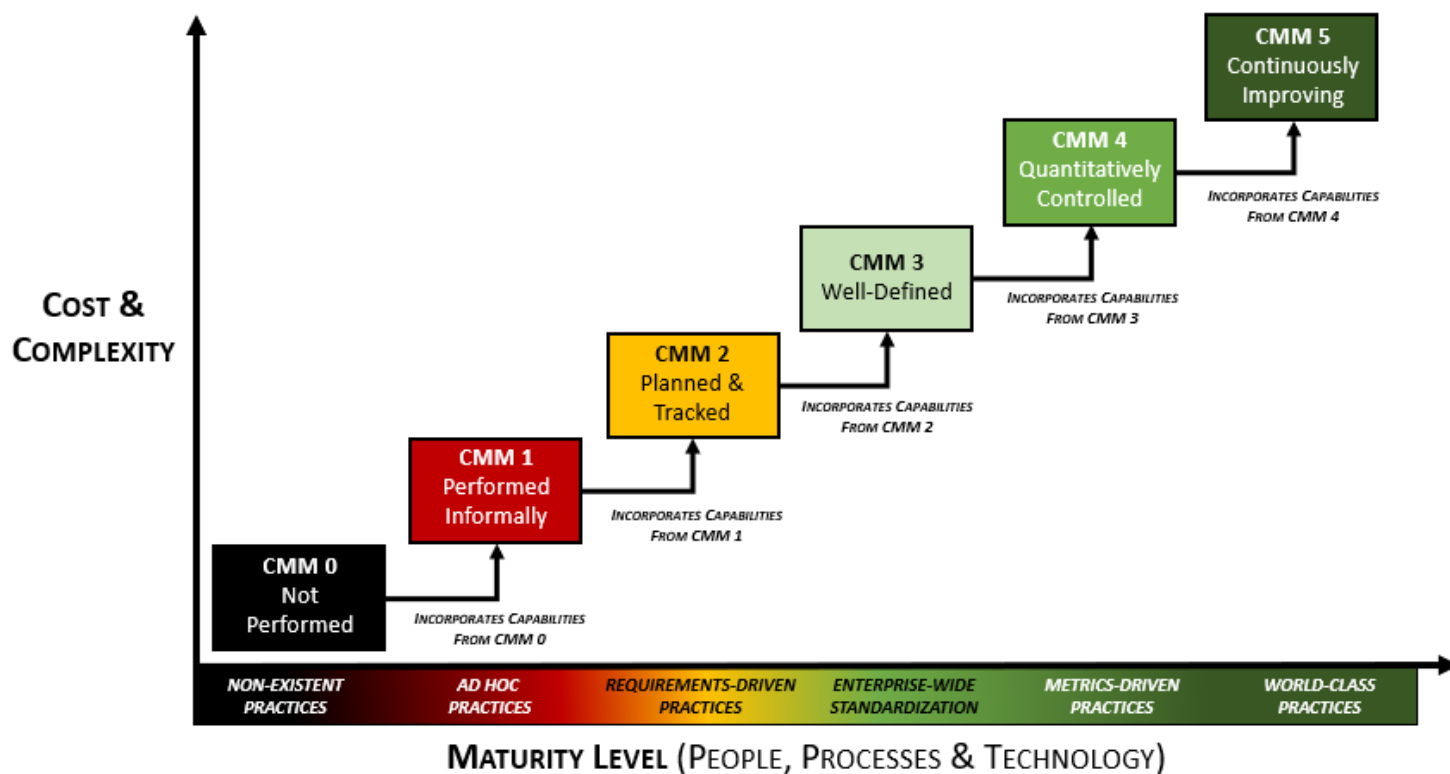 CMM 5
Continuously
Improving
CMM 4
Quantitatively
Controlled
INCORPORATES CAPABILITIES
FROM CMM 4
CMM 3
Well-Defined
INCORPORATES CAPABILITIES
FROM CMM 3
COST &
COMPLEXITY
CMM 2
Planned &
Tracked
INCORPORATES CAPABILITIES
FROM CMM 2
CMM 1
Performed
Informally
INCORPORATES CAPABILITIES
FROM CMM 1
CMM 0
Not
Performed
INCORPORATES CAPABILITIES
FROM CMM 0
NON-EXISTENT
PRACTICES
AD HOC
PRACTICES
REQUIREMENTS-DRIVEN
PRACTICES
ENTERPRISE-WIDE
STANDARDIZATION
METRICS-DRIVEN
PRACTICES
WORLD-CLASS
PRACTICES
MATURITY LEVEL (PEOPLE, PROCESSES & TECHNOLOGY)